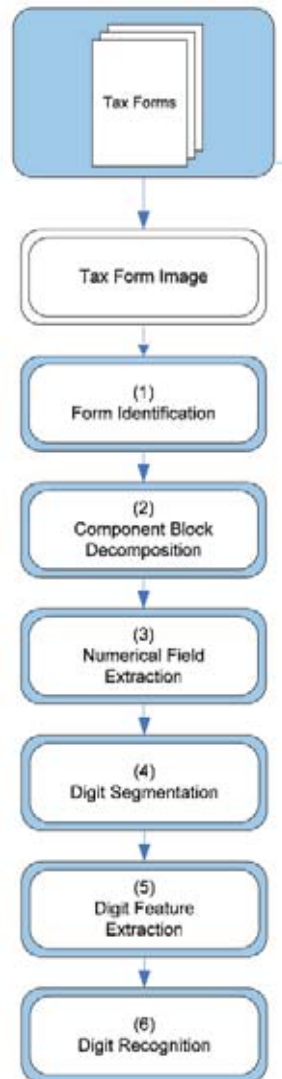 Tax Forms
Tax Form Image
(1)
Form Identification
(2)
Component Block
Decomposition
(3)
Numerical Field
Extraction
(4)
Digit Segmentation
(5)
Digit Feature
Extraction
(6)
Digit Recognition